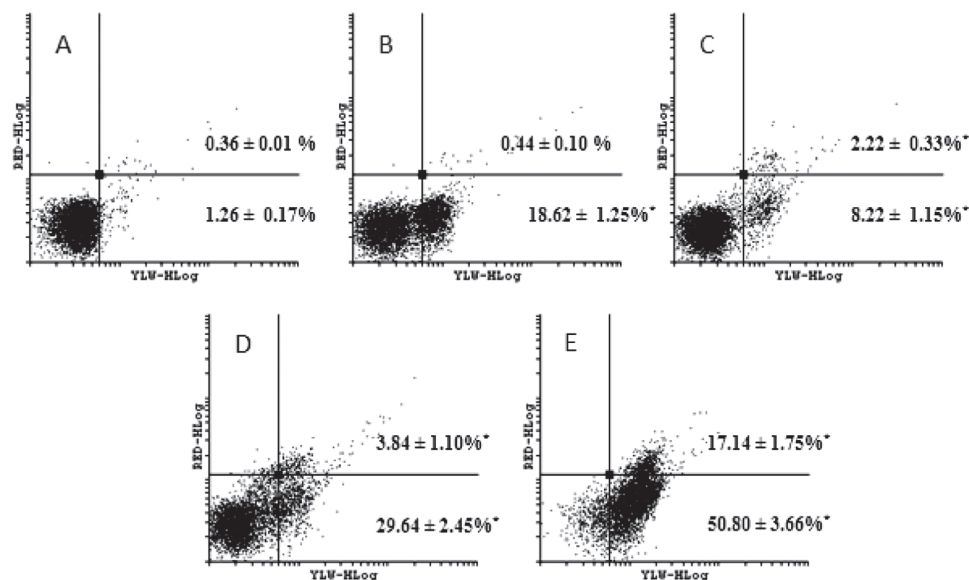 A
RED-HLog
0.36 ± 0.01 %
1.26 ± 0.17%
YLW-HLog
B
RED-HLog
0.44 ± 0.10 %
18.62 ± 1.25%*
YLW-HLog
C
RED-HLog
2.22 ± 0.33%*
8.22 ± 1.15%*
YLW-HLog
D
RED-HLog
3.84 ± 1.10%*
29.64 ± 2.45%*
YLW-HLog
E
RED-HLog
17.14 ± 1.75%*
50.80 ± 3.66%*
YLW-HLog